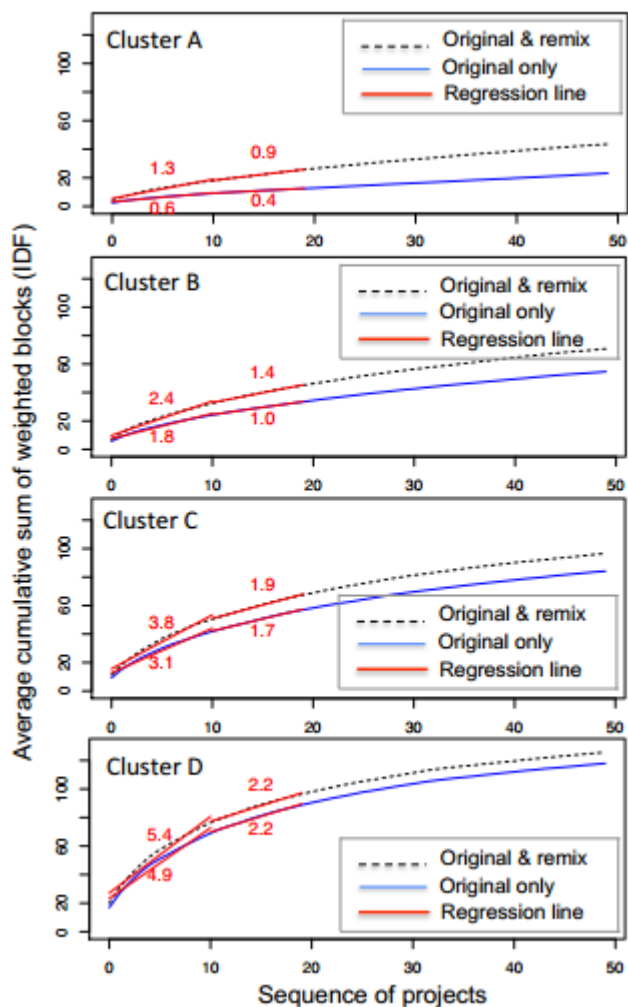 Average cumulative sum of weighted blocks (IDF)
Cluster A
Original & remix
Original only
Regression line
0 20 60 100
1.3
0.9
0.6
0.4
0 10 20 30 40 50
Cluster B
Original & remix
Original only
Regression line
0 20 60 100
2.4
1.4
1.8
1.0
0 10 20 30 40 50
Cluster C
Original & remix
Original only
Regression line
0 20 60 100
3.8
1.9
3.1
1.7
0 10 20 30 40 50
Cluster D
Original & remix
Original only
Regression line
0 20 60 100
5.4
2.2
4.9
2.2
0 10 20 30 40 50
Sequence of projects